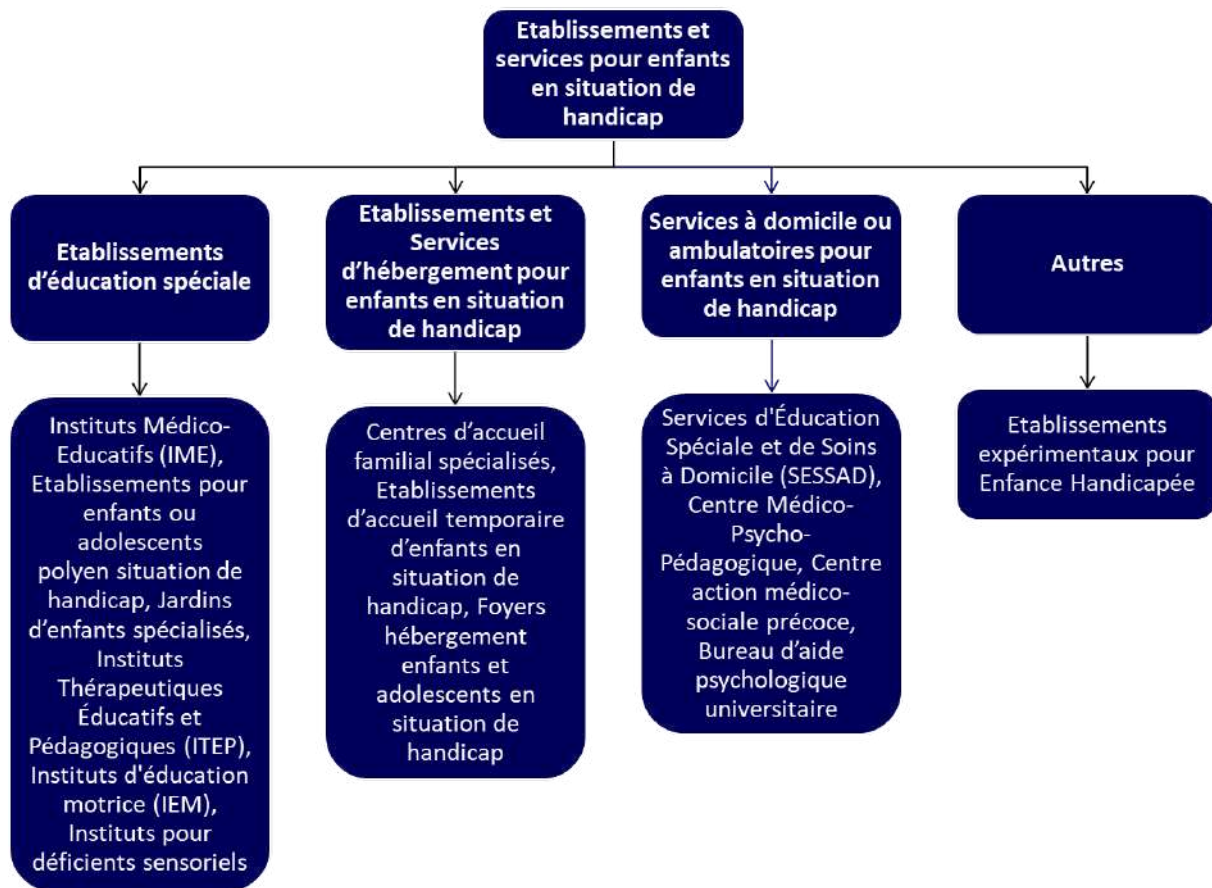 Etablissements et
services pour enfants
en situation de
handicap
Etablissements
d'éducation spéciale
Etablissements et
Services
d'hébergement pour
enfants en situation
de handicap
Services à domicile ou
ambulatoires pour
enfants en situation
de handicap
Autres
Instituts Médico-
Educatifs (IME),
Etablissements pour
enfants ou
adolescents
polyen situation de
handicap, Jardins
d'enfants spécialisés,
Instituts
Thérapeutiques
Éducatifs et
Pédagogiques (ITEP),
Instituts d'éducation
motrice (IEM),
Instituts pour
déficients sensoriels
Centres d'accueil
familial spécialisés,
Etablissements
d'accueil temporaire
d'enfants en
situation de
handicap, Foyers
hébergement
enfants et
adolescents en
situation de
handicap
Services d'Éducation
Spéciale et de Soins
à Domicile (SESSAD),
Centre Médico-
Psycho-
Pédagogique, Centre
action médico-
sociale précoce,
Bureau d'aide
psychologique
universitaire
Etablissements
expérimentaux pour
Enfance Handicapée